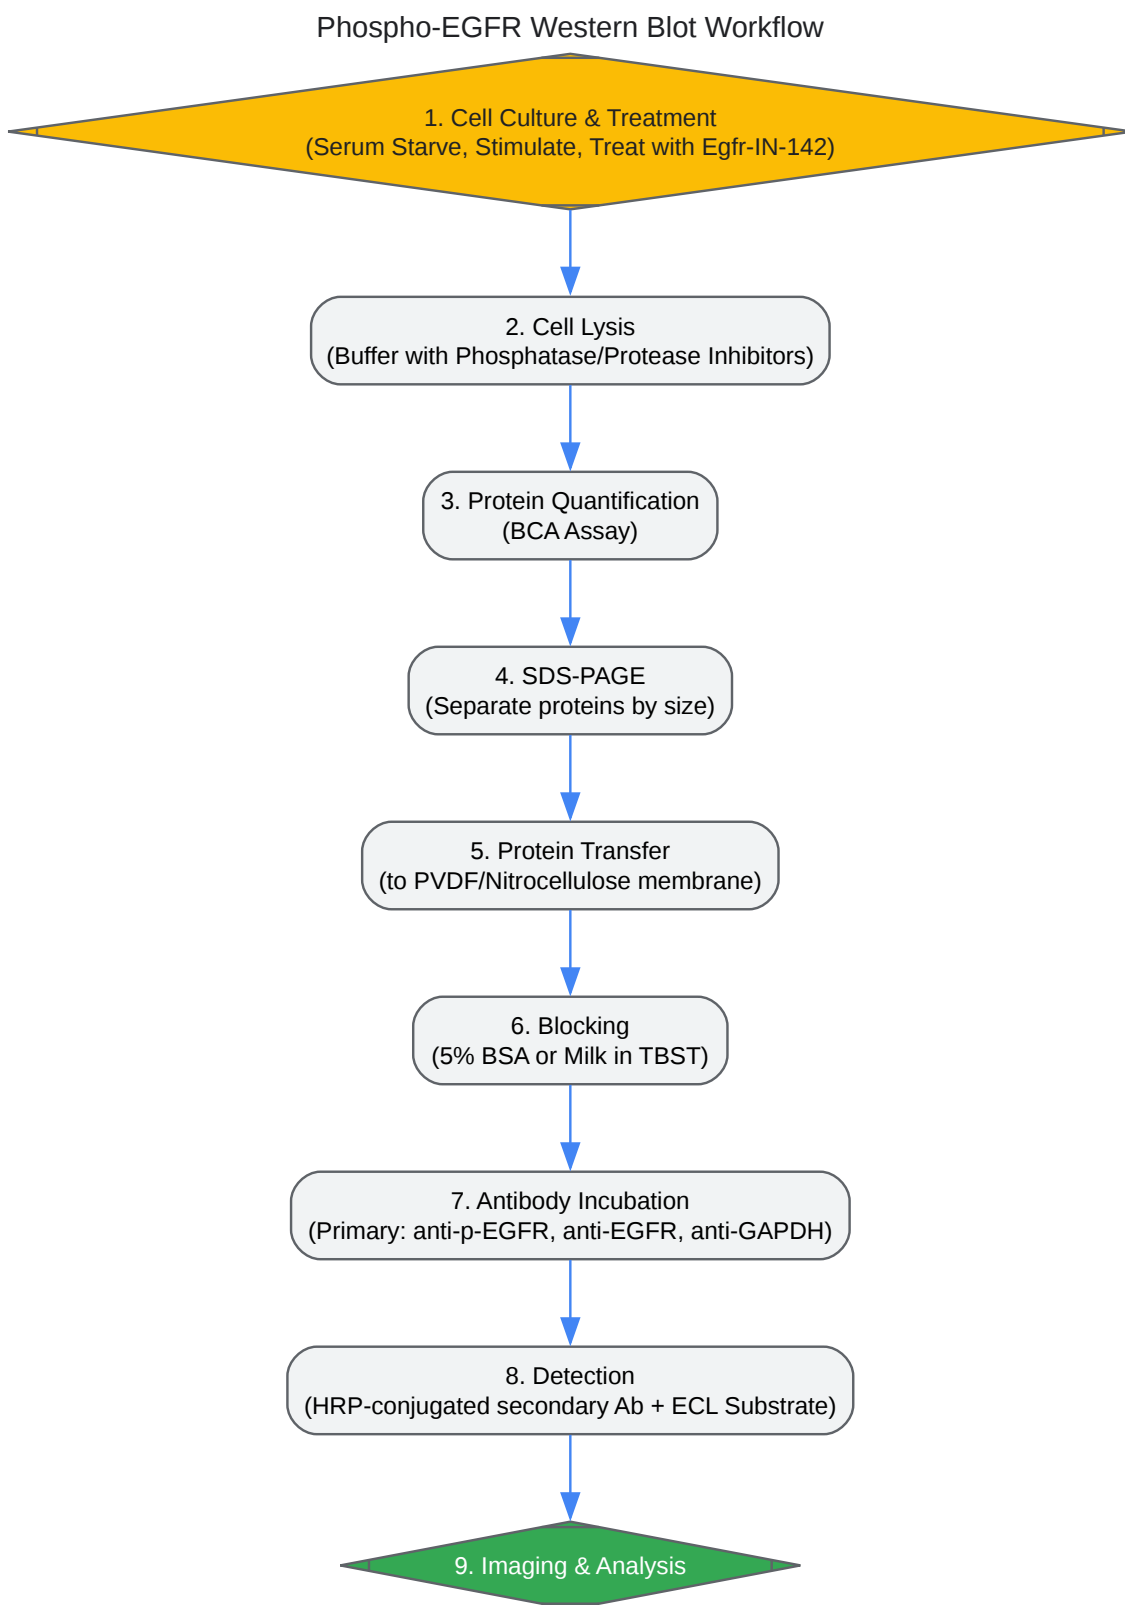 Phospho-EGFR Western Blot Workflow
1. Cell Culture & Treatment
(Serum Starve, Stimulate, Treat with Egfr-IN-142)
2. Cell Lysis
(Buffer with Phosphatase/Protease Inhibitors)
3. Protein Quantification
(BCA Assay)
4. SDS-PAGE
(Separate proteins by size)
5. Protein Transfer
(to PVDF/Nitrocellulose membrane)
6. Blocking
(5% BSA or Milk in TBST)
7. Antibody Incubation
(Primary: anti-p-EGFR, anti-EGFR, anti-GAPDH)
8. Detection
(HRP-conjugated secondary Ab + ECL Substrate)
9. Imaging & Analysis